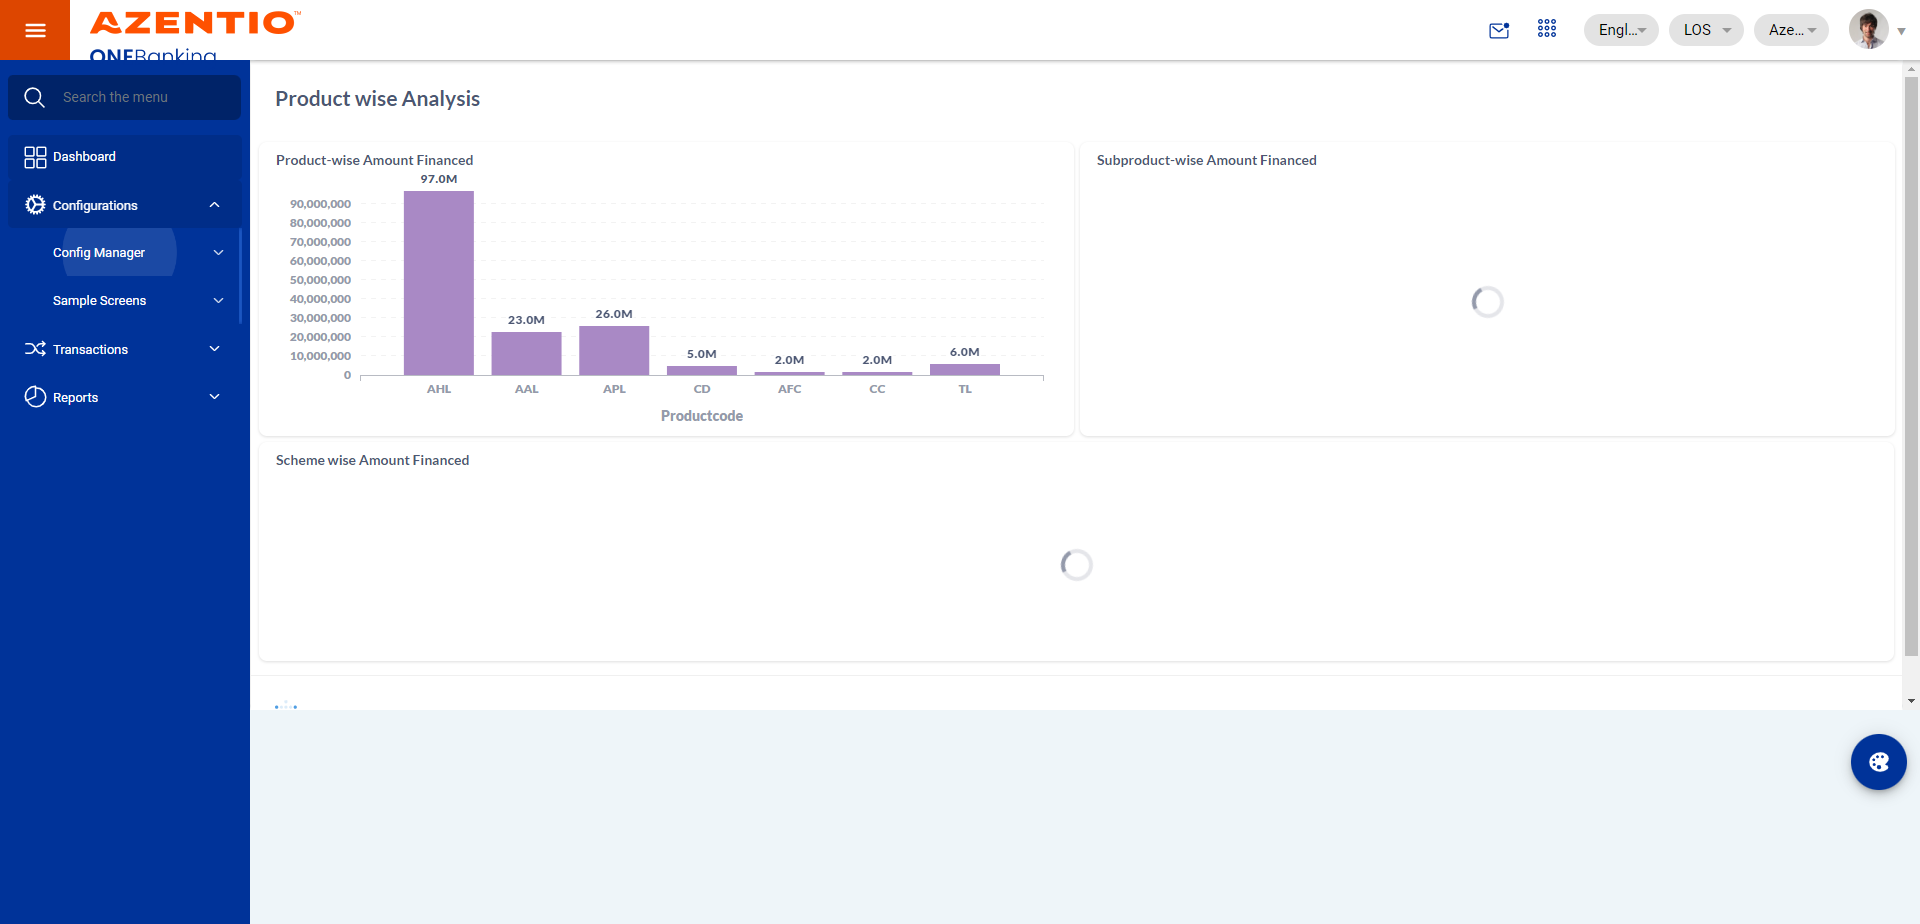 AZENTIO™
ONEBanking
Engl...
LOS
Aze...
Search the menu
Dashboard
Configurations
Config Manager
Sample Screens
Transactions
Reports
Product wise Analysis
Product-wise Amount Financed
97.0M
90,000,000
80,000,000
70,000,000
60,000,000
50,000,000
40,000,000
30,000,000
20,000,000
10,000,000
0
23.0M
26.0M
5.0M
2.0M
2.0M
6.0M
AHL
AAL
APL
CD
AFC
CC
TL
Productcode
Subproduct-wise Amount Financed
Scheme wise Amount Financed